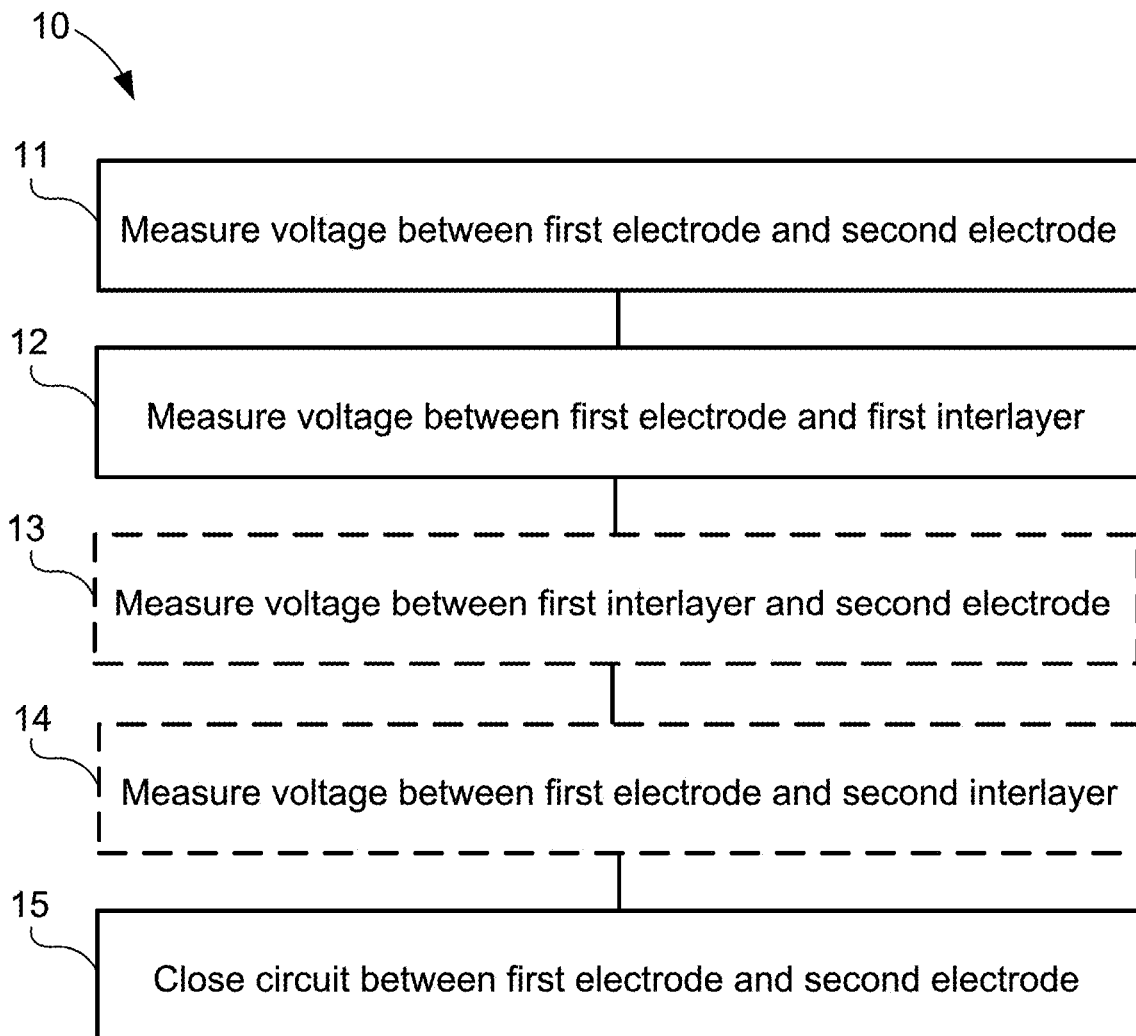 10
11
Measure voltage between first electrode and second electrode
12
Measure voltage between first electrode and first interlayer
13
Measure voltage between first interlayer and second electrode
14
Measure voltage between first electrode and second interlayer
15
Close circuit between first electrode and second electrode